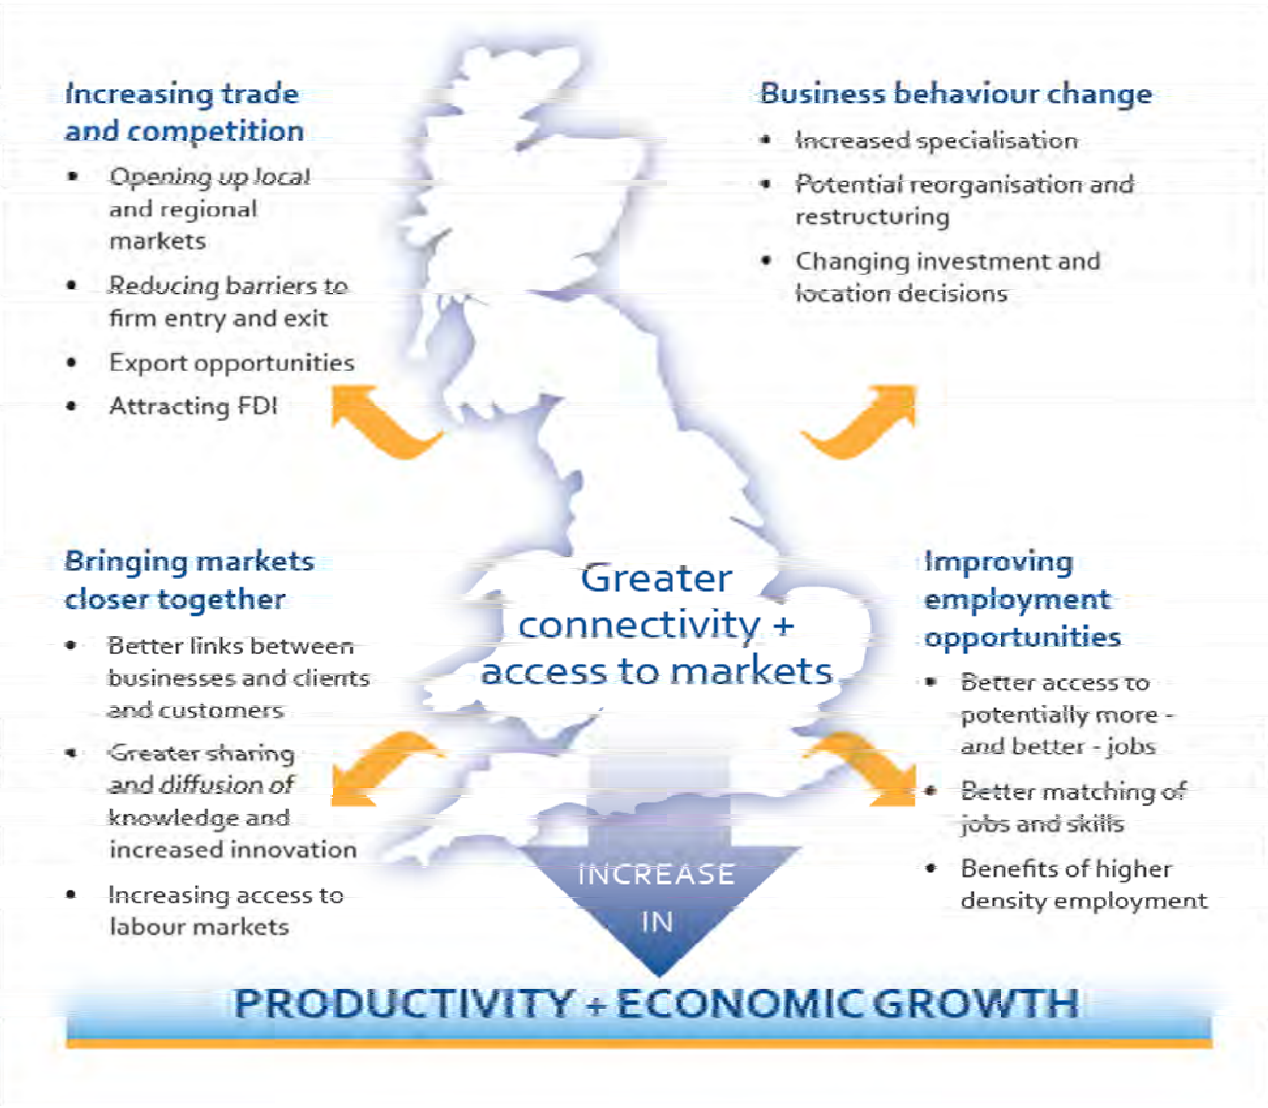 Increasing trade
and competition
• Opening up local
and regional
markets
• Reducing barriers to
firm entry and exit
• Export opportunities
• Attracting FDI
Business behaviour change
• Increased specialisation
• Potential reorganisation and
restructuring
• Changing investment and
location decisions
Bringing markets
closer together
• Better links between
businesses and clients
and customers
• Greater sharing
and diffusion of
knowledge and
increased innovation
• Increasing access to
labour markets
Greater
connectivity +
access to markets
Improving
employment
opportunities
• Better access to
potentially more -
and better - jobs
• Better matching of
jobs and skills
• Benefits of higher
density employment
INCREASE
IN
PRODUCTIVITY + ECONOMIC GROWTH